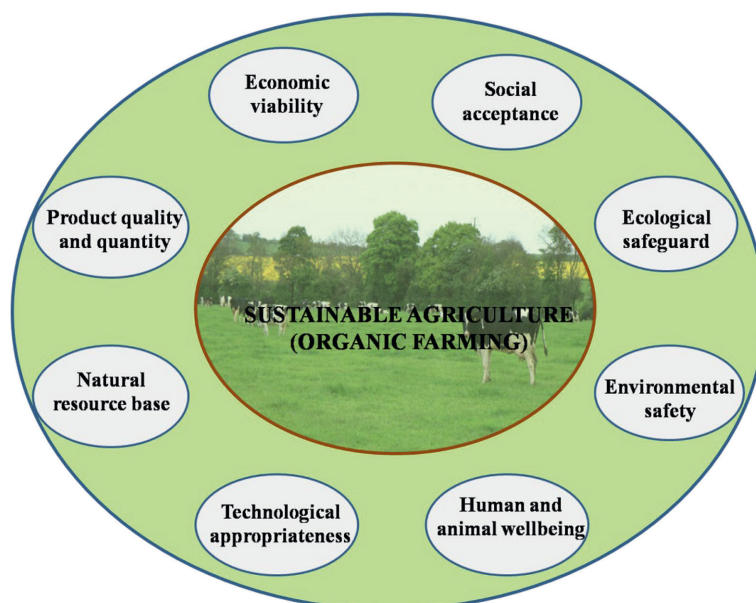 Economic
viability
Social
acceptance
Product quality
and quantity
Ecological
safeguard
SUSTAINABLE AGRICULTURE
(ORGANIC FARMING)
Natural
resource base
Environmental
safety
Technological
appropriateness
Human and
animal wellbeing